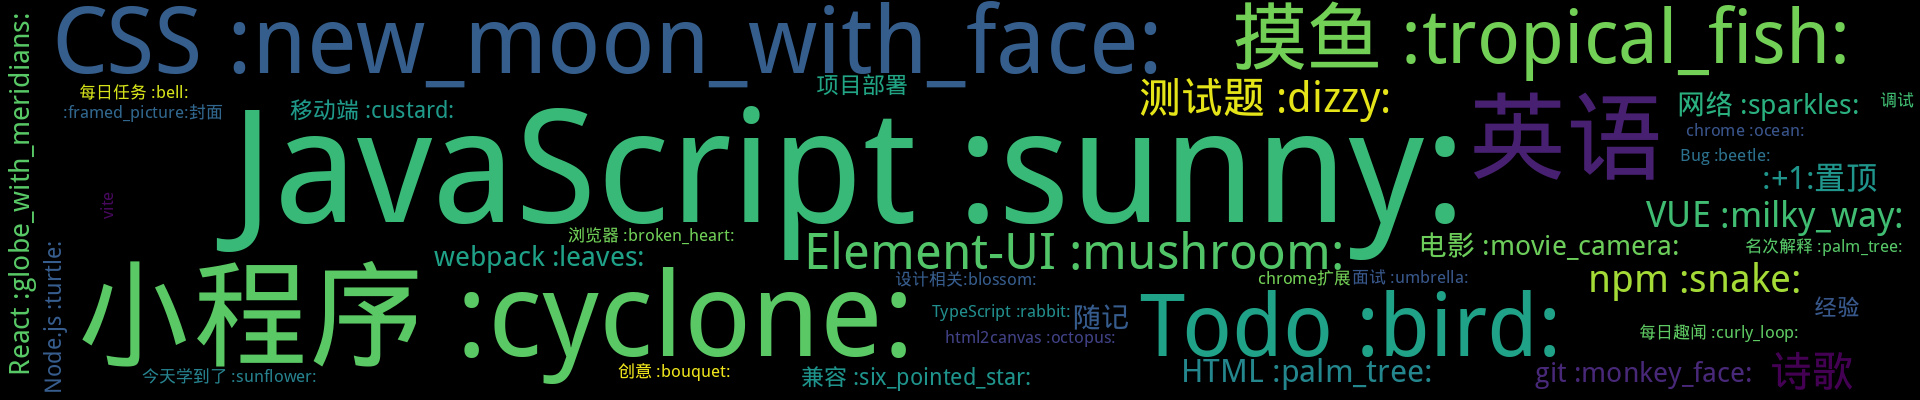 CSS :new_moon_with_face:
摸鱼 :tropical_fish:
React :globe_with_meridians:
每日任务 :bell:
:framed_picture:封面
移动端 :custard:
项目部署
测试题 :dizzy:
英语
网络 :sparkles:
调试
chrome :ocean:
Bug :beetle:
:+1:置顶
JavaScript :sunny:
vite
VUE :milky_way:
浏览器 :broken_heart:
webpack :leaves:
Element-UI :mushroom:
电影 :movie_camera:
名次解释 :palm_tree:
Node.js :turtle:
小程序 :cyclone:
设计相关:blossom:
chrome扩展
面试 :umbrella:
npm :snake:
TypeScript :rabbit:
随记
html2canvas :octopus:
Todo :bird:
经验
每日趣闻 :curly_loop:
今天学到了 :sunflower:
创意 :bouquet:
兼容 :six_pointed_star:
HTML :palm_tree:
git :monkey_face:
诗歌